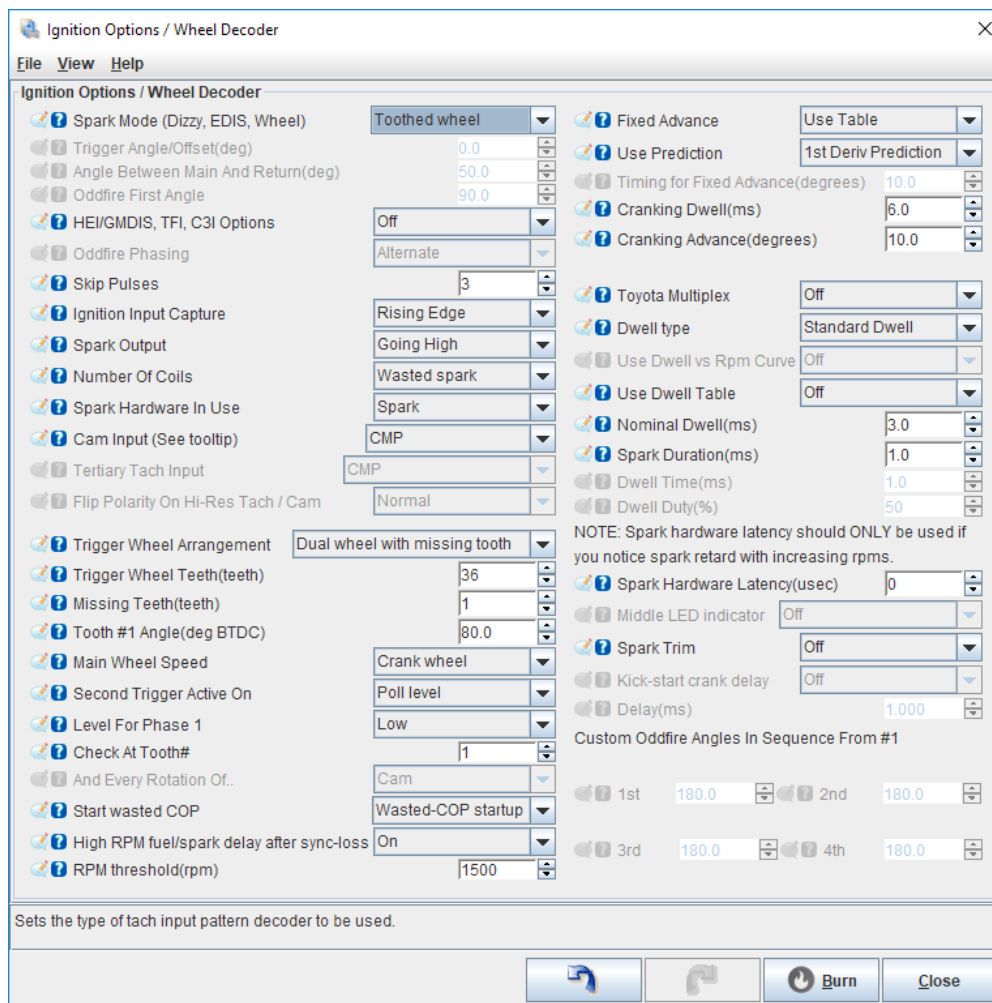 Ignition Options / Wheel Decoder
File View Help
Ignition Options / Wheel Decoder
Spark Mode (Dizzy, EDIS, Wheel) Toothed wheel
Trigger Angle/Offset(deg) 0.0
Angle Between Main And Return(deg) 50.0
Oddfire First Angle 90.0
HEI/GMDIS, TFI, C3I Options Off
Oddfire Phasing Alternate
Skip Pulses 3
Ignition Input Capture Rising Edge
Spark Output Going High
Number Of Coils Wasted spark
Spark Hardware In Use Spark
Cam Input (See tooltip) CMP
Tertiary Tach Input CMP
Flip Polarity On Hi-Res Tach / Cam Normal
Trigger Wheel Arrangement Dual wheel with missing tooth
Trigger Wheel Teeth(teeth) 36
Missing Teeth(teeth) 1
Tooth #1 Angle(deg BTDC) 80.0
Main Wheel Speed Crank wheel
Second Trigger Active On Poll level
Level For Phase 1 Low
Check At Tooth# 1
And Every Rotation Of.. Cam
Start wasted COP Wasted-COP startup
High RPM fuel/spark delay after sync-loss On
RPM threshold(rpm) 1500
Fixed Advance Use Table
Use Prediction 1st Deriv Prediction
Timing for Fixed Advance(degrees) 10.0
Cranking Dwell(ms) 6.0
Cranking Advance(degrees) 10.0
Toyota Multiplex Off
Dwell type Standard Dwell
Use Dwell vs Rpm Curve Off
Use Dwell Table Off
Nominal Dwell(ms) 3.0
Spark Duration(ms) 1.0
Dwell Time(ms) 1.0
Dwell Duty(%) 50
NOTE: Spark hardware latency should ONLY be used if
you notice spark retard with increasing rpms.
Spark Hardware Latency(usec) 0
Middle LED indicator Off
Spark Trim Off
Kick-start crank delay Off
Delay(ms) 1.000
Custom Oddfire Angles In Sequence From #1
1st 180.0 2nd 180.0
3rd 180.0 4th 180.0
Sets the type of tach input pattern decoder to be used.
Burn Close